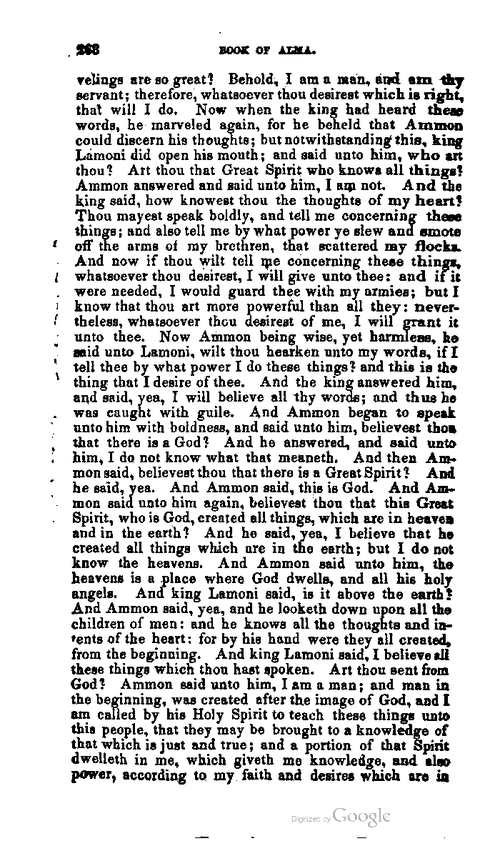 268 BOOK OF ALMA.
velings are so great? Behold, I am a man, and am thy
servant; therefore, whatsoever thou desirest which is right,
that will I do. Now when the king had heard these
words, he marveled again, for he beheld that Ammon
could discern his thoughts; but notwithstanding this, king
Lamoni did open his mouth; and said unto him, who art
thou? Art thou that Great Spirit who knows all things?
Ammon answered and said unto him, I am not. And the
king said, how knowest thou the thoughts of my heart?
Thou mayest speak boldly, and tell me concerning these
things; and also tell me by what power ye slew and smote
off the arms of my brethren, that scattered my flocks.
And now if thou wilt tell me concerning these things,
whatsoever thou desirest, I will give unto thee: and if it
were needed, I would guard thee with my armies; but I
know that thou art more powerful than all they: never-
theless, whatsoever thou desirest of me, I will grant it
unto thee. Now Ammon being wise, yet harmless, he
said unto Lamoni, wilt thou hearken unto my words, if I
tell thee by what power I do these things? and this is the
thing that I desire of thee. And the king answered him,
and said, yea, I will believe all thy words; and thus he
was caught with guile. And Ammon began to speak
unto him with boldness, and said unto him, believest thou
that there is a God? And he answered, and said unto
him, I do not know what that meaneth. And then Am-
mon said, believest thou that there is a Great Spirit? And
he said, yea. And Ammon said, this is God. And Am-
mon said unto him again, believest thou that this Great
Spirit, who is God, created all things, which are in heaven
and in the earth? And he said, yea, I believe that he
created all things which are in the earth; but I do not
know the heavens. And Ammon said unto him, the
heavens is a place where God dwells, and all his holy
angels. And king Lamoni said, is it above the earth?
And Ammon said, yea, and he looketh down upon all the
children of men: and he knows all the thoughts and in-
tents of the heart: for by his hand were they all created,
from the beginning. And king Lamoni said, I believe all
these things which thou hast spoken. Art thou sent from
God? Ammon said unto him, I am a man; and man in
the beginning, was created after the image of God, and I
am called by his Holy Spirit to teach these things unto
this people, that they may be brought to a knowledge of
that which is just and true; and a portion of that Spirit
dwelleth in me, which giveth me knowledge, and also
power, according to my faith and desires which are in
Digitized by Google